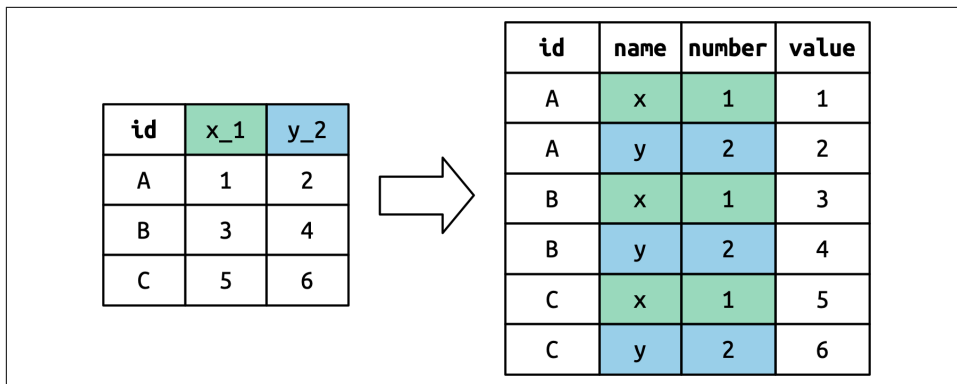 id x_1 y_2
A 1 2
B 3 4
C 5 6
id name number value
A x 1 1
A y 2 2
B x 1 3
B y 2 4
C x 1 5
C y 2 6